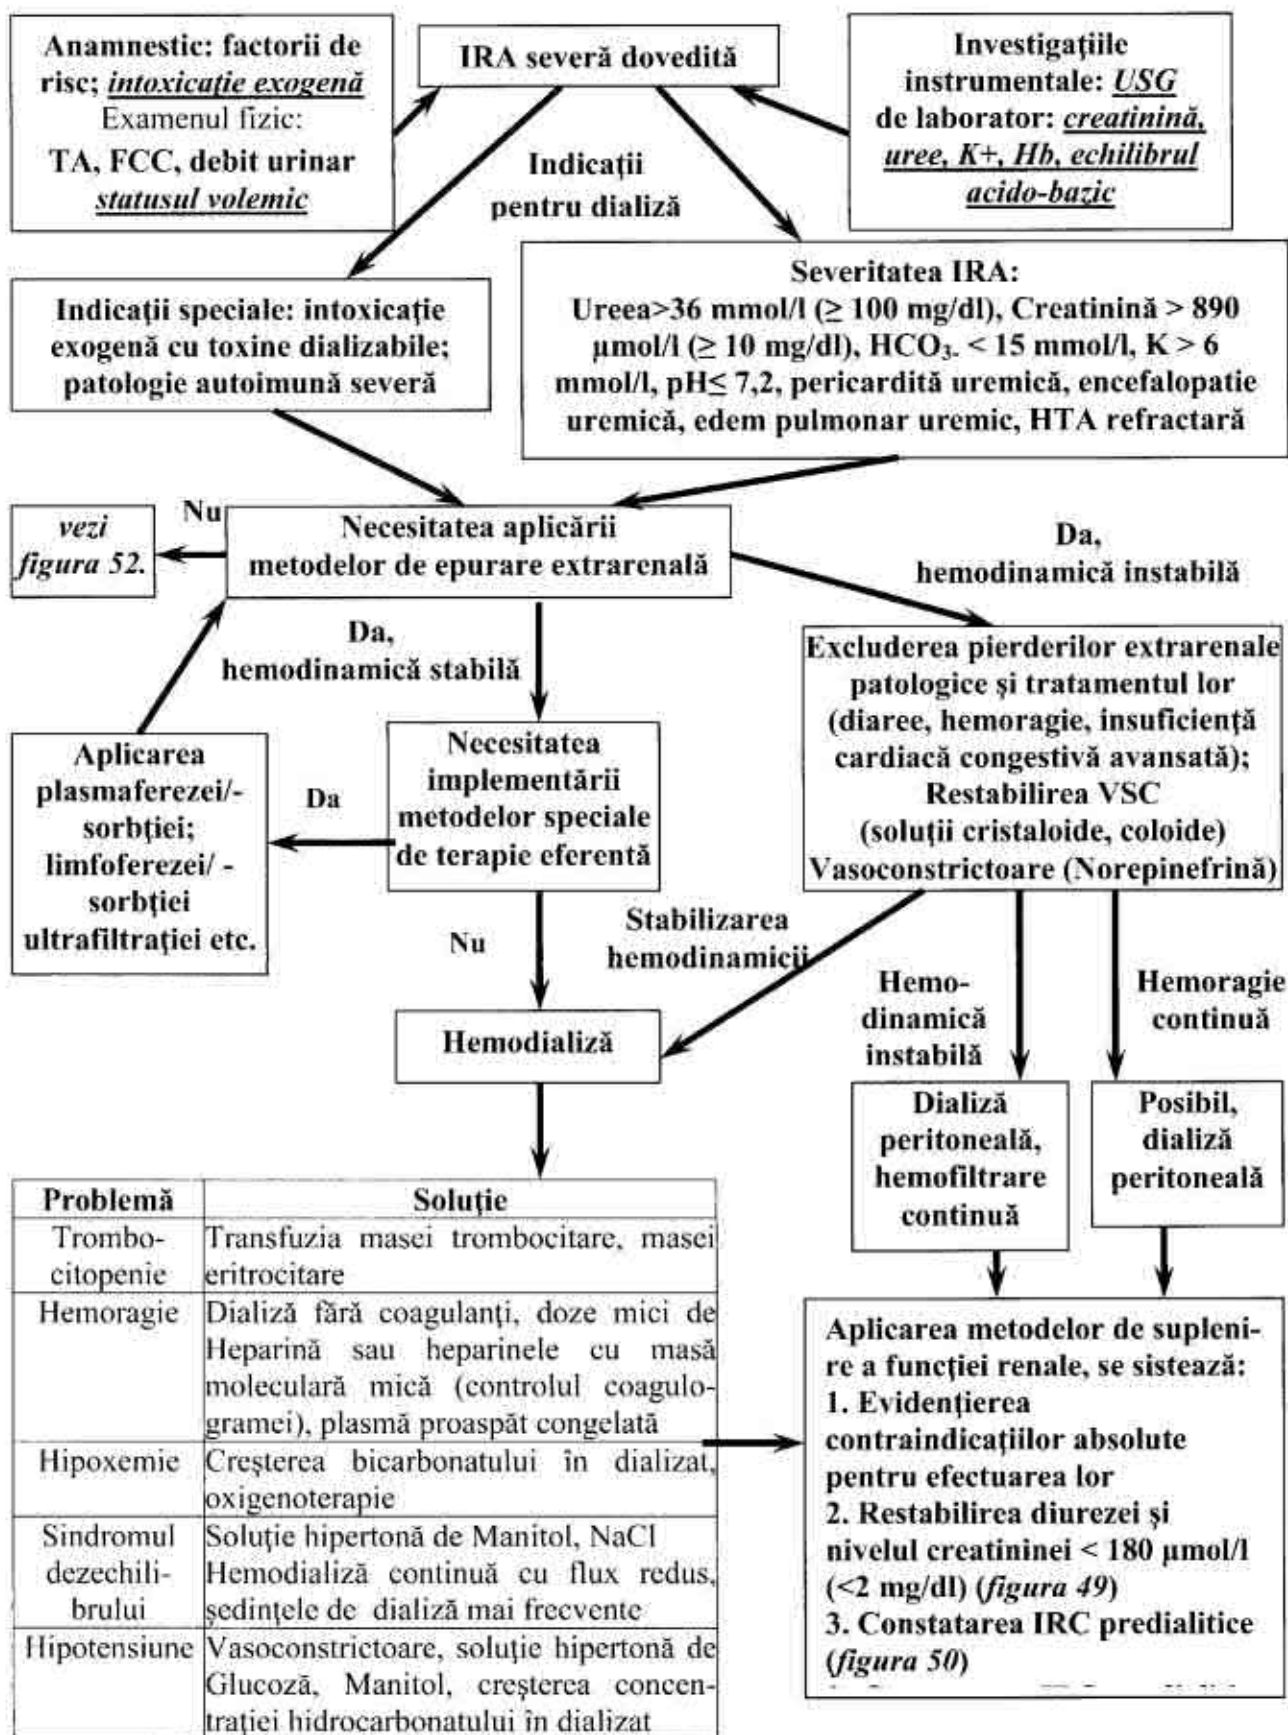 Anamnestic: factorii de
risc; intoxicație exogenă
Examenul fizic:
TA, FCC, debit urinar
statusul volemic
IRA severă dovedită
Investigațiile
instrumentale: USG
de laborator: creatinină,
uree, K+, Hb, echilibrul
acido-bazic
Indicații
pentru dializă
Indicații speciale: intoxicație
exogenă cu toxine dializabile;
patologie autoimună severă
Severitatea IRA:
Ureea>36 mmol/l (≥ 100 mg/dl), Creatinină > 890
μmol/l (≥ 10 mg/dl), HCO₃. < 15 mmol/l, K > 6
mmol/l, pH≤ 7,2, pericardită uremică, encefalopatie
uremică, edem pulmonar uremic, HTA refractară
vezi
figura 52.
Nu
Necesitatea aplicării
metodelor de epurare extrarenală
Da,
hemodinamică instabilă
Da,
hemodinamică stabilă
Excluderea pierderilor extrarenale
patologice și tratamentul lor
(diaree, hemoragie, insuficiență
cardiacă congestivă avansată);
Restabilirea VSC
(soluții cristaloide, coloide)
Vasoconstrictoare (Norepinefrină)
Aplicarea
plasmaferezei/-
sorbției;
limfoferezei/ -
sorbției
ultrafiltrației etc.
Da
Necesitatea
implementării
metodelor speciale
de terapie eferentă
Nu
Stabilizarea
hemodinamicii
Hemo-
dinamică
instabilă
Hemoragie
continuă
Hemodializă
Dializă
peritoneală,
hemofiltrare
continuă
Posibil,
dializă
peritoneală
Problemă Soluție
Trombo-
citopenie
Transfuzia masei trombocitare, masei
eritrocitare
Hemoragie
Dializă fără coagulanți, doze mici de
Heparină sau heparinele cu masă
moleculară mică (controlul coagulo-
gramei), plasmă proaspăt congelată
Hipoxemie
Creșterea bicarbonatului în dializat,
oxigenoterapie
Sindromul
dezechili-
brului
Soluție hipertonă de Manitol, NaCl
Hemodializă continuă cu flux redus,
ședințele de dializă mai frecvente
Hipotensiune
Vasoconstrictoare, soluție hipertonă de
Glucoză, Manitol, creșterea concen-
trației hidrocarbonatului în dializat
Aplicarea metodelor de supleni-
re a funcției renale, se sistează:
1. Evidențierea
contraindicațiilor absolute
pentru efectuarea lor
2. Restabilirea diurezei și
nivelul creatininei < 180 μmol/l
(<2 mg/dl) (figura 49)
3. Constatarea IRC predialitice
(figura 50)